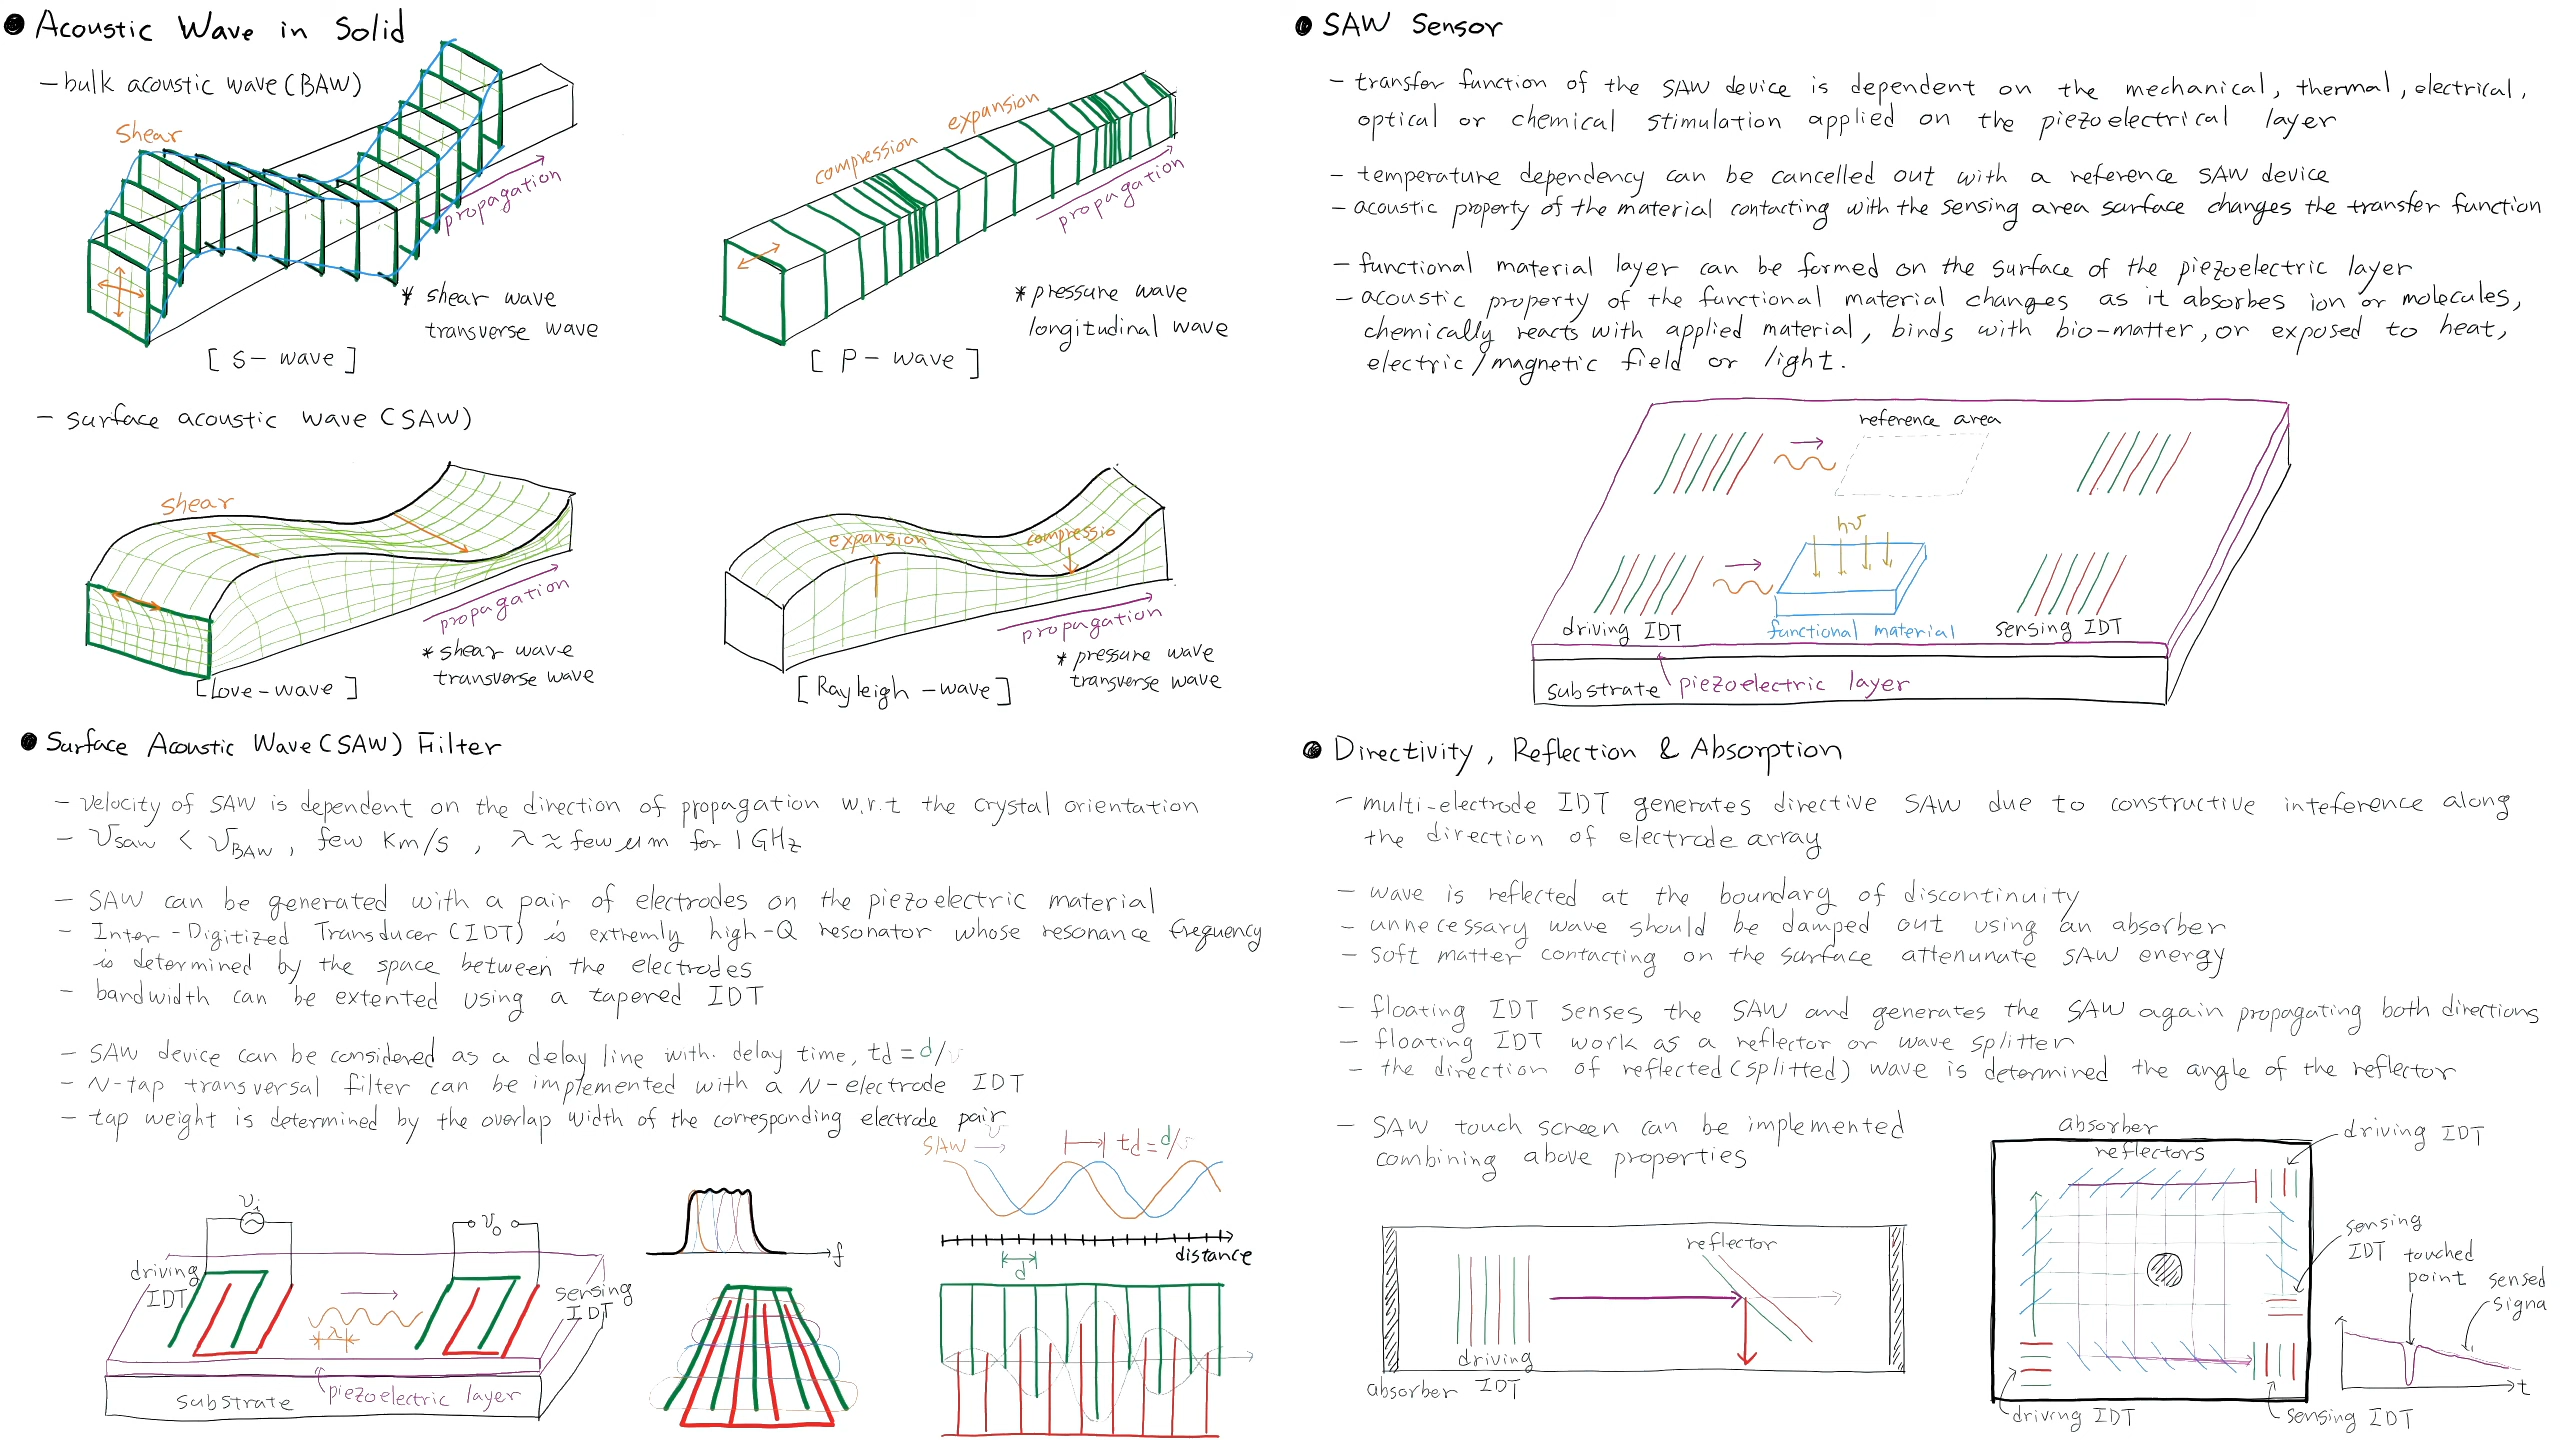 ● Acoustic Wave in Solid
- bulk acoustic wave (BAW)
shear
propagation
* shear wave
transverse wave
[ S - wave ]
compression
expansion
propagation
* pressure wave
longitudinal wave
[ P - wave ]
- surface acoustic wave (SAW)
shear
propagation
* shear wave
transverse wave
[Love-wave ]
expansion
compressio
propagation
* pressure wave
transverse wave
[ Rayleigh -wave ]
● Surface Acoustic Wave (SAW) Filter
- velocity of SAW is dependent on the direction of propagation w.r.t the crystal orientation
- Vsaw < VBAW , few Km/s , λ ≈ few μm for 1 GHz
- SAW can be generated with a pair of electrodes on the piezoelectric material
- Inter -Digitized Transducer (IDT) is extremly high-Q resonator whose resonance frequency
is determined by the space between the electrodes
- bandwidth can be extented using a tapered IDT
- SAW device can be considered as a delay line with. delay time, td = d/v
- N-tap transversal filter can be implemented with a N-electrode IDT
- tap weight is determined by the overlap width of the corresponding electrode pair
vi
vo
driving
IDT
λ
sensing
IDT
substrate
piezoelectric layer
f
SAW
v
td = d/v
distance
d
● SAW Sensor
- transfer function of the SAW device is dependent on the mechanical, thermal, electrical,
optical or chemical stimulation applied on the piezoelectrical layer
- temperature dependency can be cancelled out with a reference SAW device
- acoustic property of the material contacting with the sensing area surface changes the transfer function
- functional material layer can be formed on the surface of the piezoelectric layer
- acoustic property of the functional material changes as it absorbes ion or molecules,
chemically reacts with applied material, binds with bio-matter, or exposed to heat,
electric/magnetic field or light.
reference area
hν
driving IDT
functional material
sensing IDT
substrate
piezoelectric layer
● Directivity , Reflection & Absorption
- multi-electrode IDT generates directive SAW due to constructive inteference along
the direction of electrode array
- wave is reflected at the boundary of discontinuity
- unnecessary wave should be damped out using an absorber
- soft matter contacting on the surface attenunate SAW energy
- floating IDT senses the SAW and generates the SAW again propagating both directions
- floating IDT work as a reflector or wave splitter
- the direction of reflected (splitted) wave is determined the angle of the reflector
- SAW touch screen can be implemented
combining above properties
reflector
driving
IDT
absorber
absorber
reflectors
driving IDT
sensing
IDT
touched
point
sensed
signa
t
driving IDT
sensing IDT